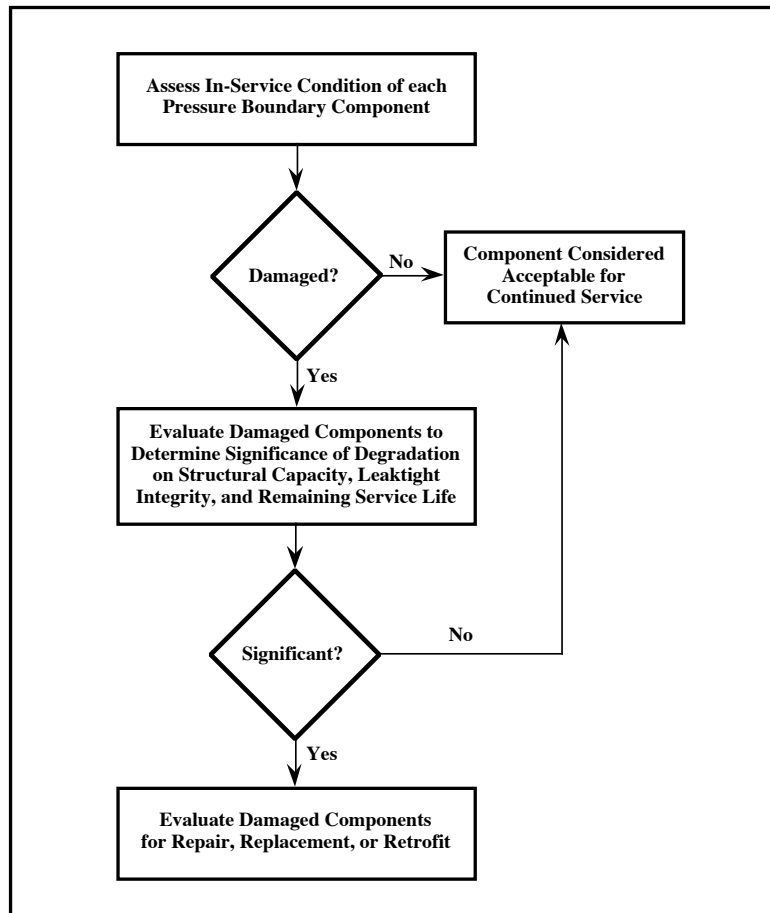 Assess In-Service Condition of each
Pressure Boundary Component
Damaged?
No
Component Considered
Acceptable for
Continued Service
Yes
Evaluate Damaged Components to
Determine Significance of Degradation
on Structural Capacity, Leaktight
Integrity, and Remaining Service Life
Significant?
No
Yes
Evaluate Damaged Components
for Repair, Replacement, or Retrofit